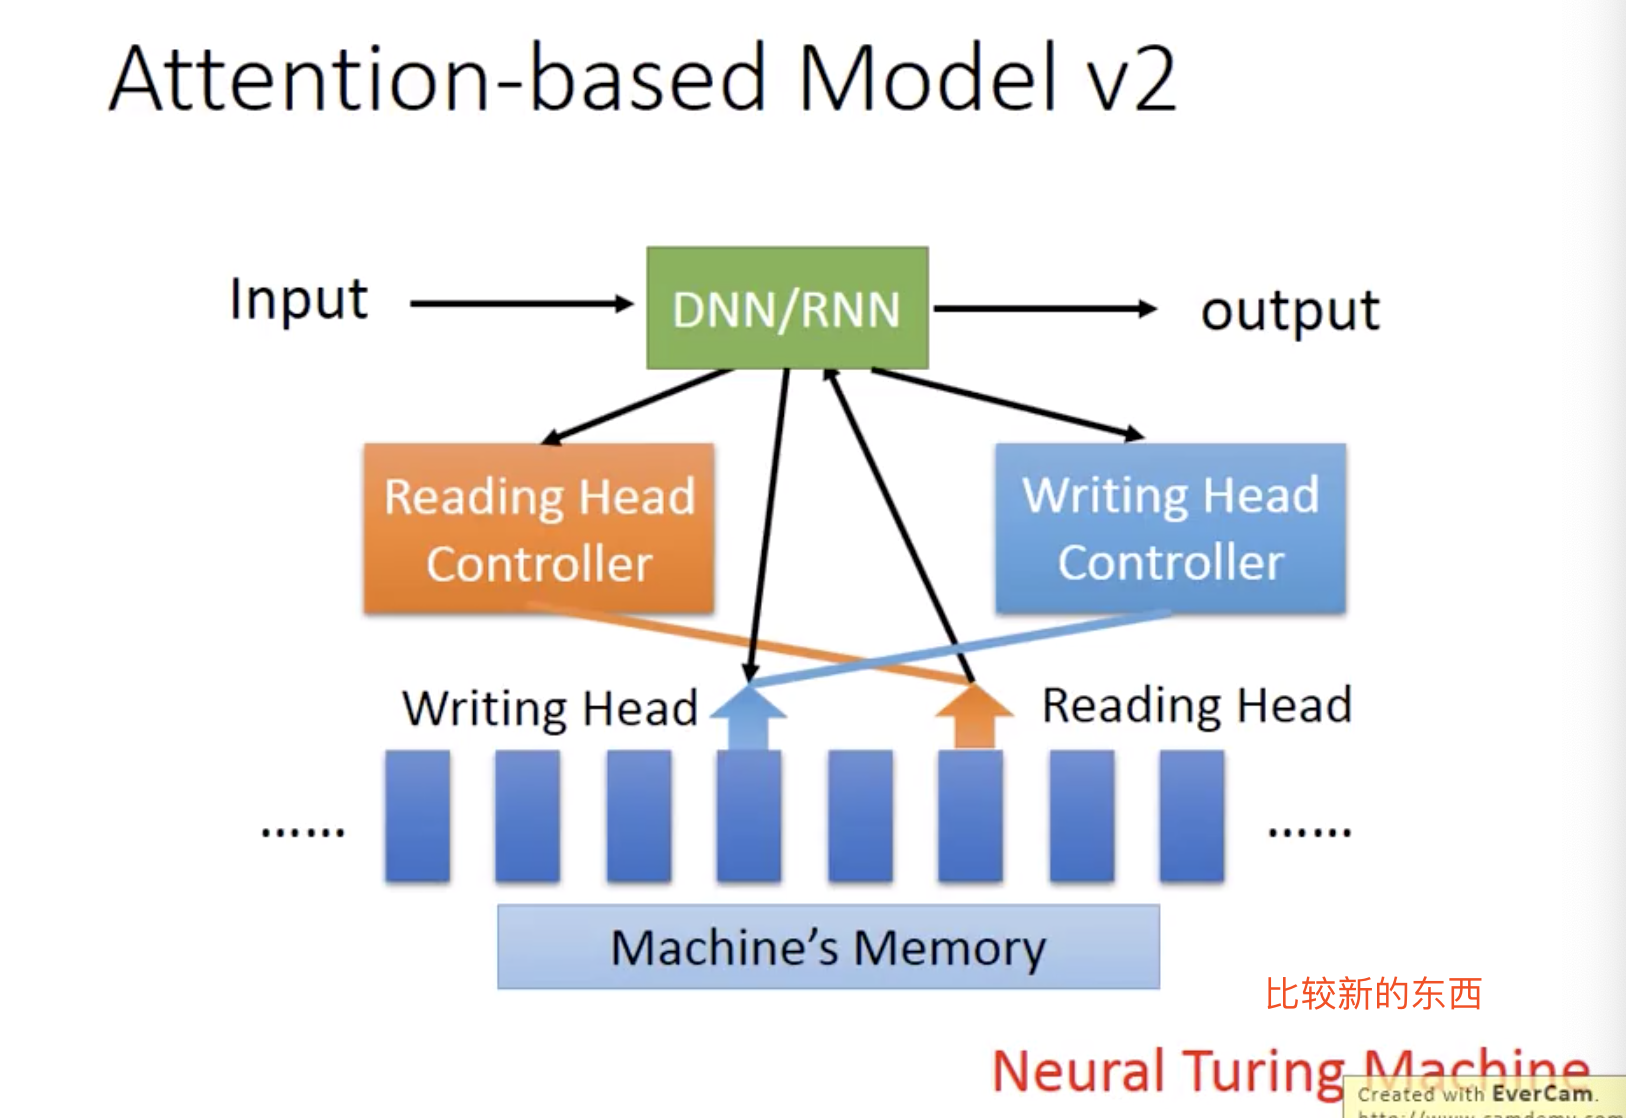 Attention-based Model v2
Input
DNN/RNN
output
Reading Head
Controller
Writing Head
Controller
Writing Head
Reading Head
……
……
Machine’s Memory
比较新的东西
Neural Turing Machine
Created with EverCam.